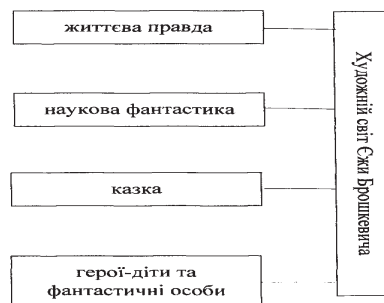 життєва правда
наукова фантастика
казка
герої-діти та
фантастичні особи
Художній світ Єжи Брошкевича